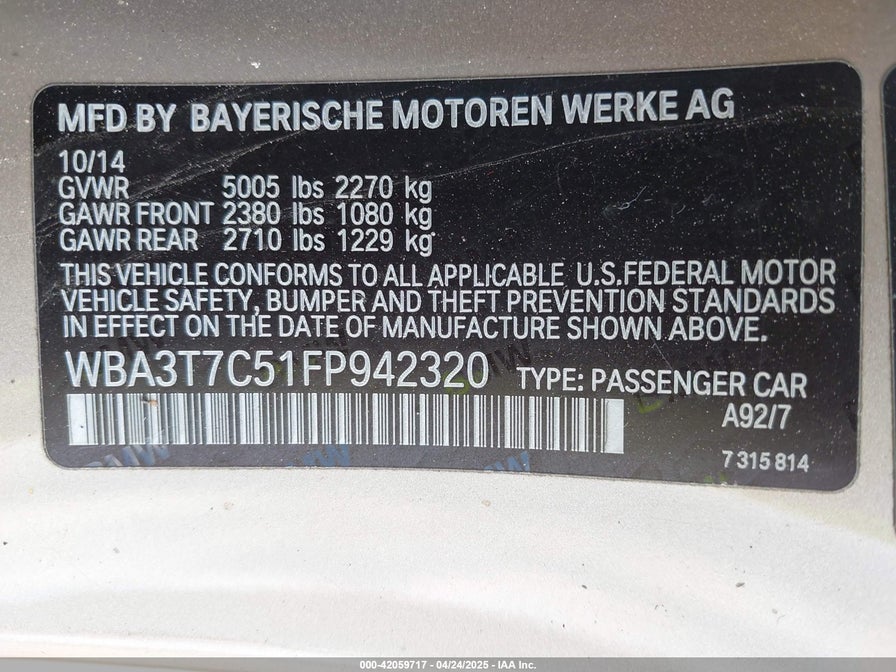 MFD BY BAYERISCHE MOTOREN WERKE AG
10/14
GVWR 5005 lbs 2270 kg
GAWR FRONT 2380 lbs 1080 kg
GAWR REAR 2710 lbs 1229 kg
THIS VEHICLE CONFORMS TO ALL APPLICABLE U.S.FEDERAL MOTOR
VEHICLE SAFETY, BUMPER AND THEFT PREVENTION STANDARDS
IN EFFECT ON THE DATE OF MANUFACTURE SHOWN ABOVE.
WBA3T7C51FP942320 TYPE: PASSENGER CAR
A92/7
7 315 814
BMW
BMW
BMW
000-42059717 - 04/24/2025 - IAA Inc.